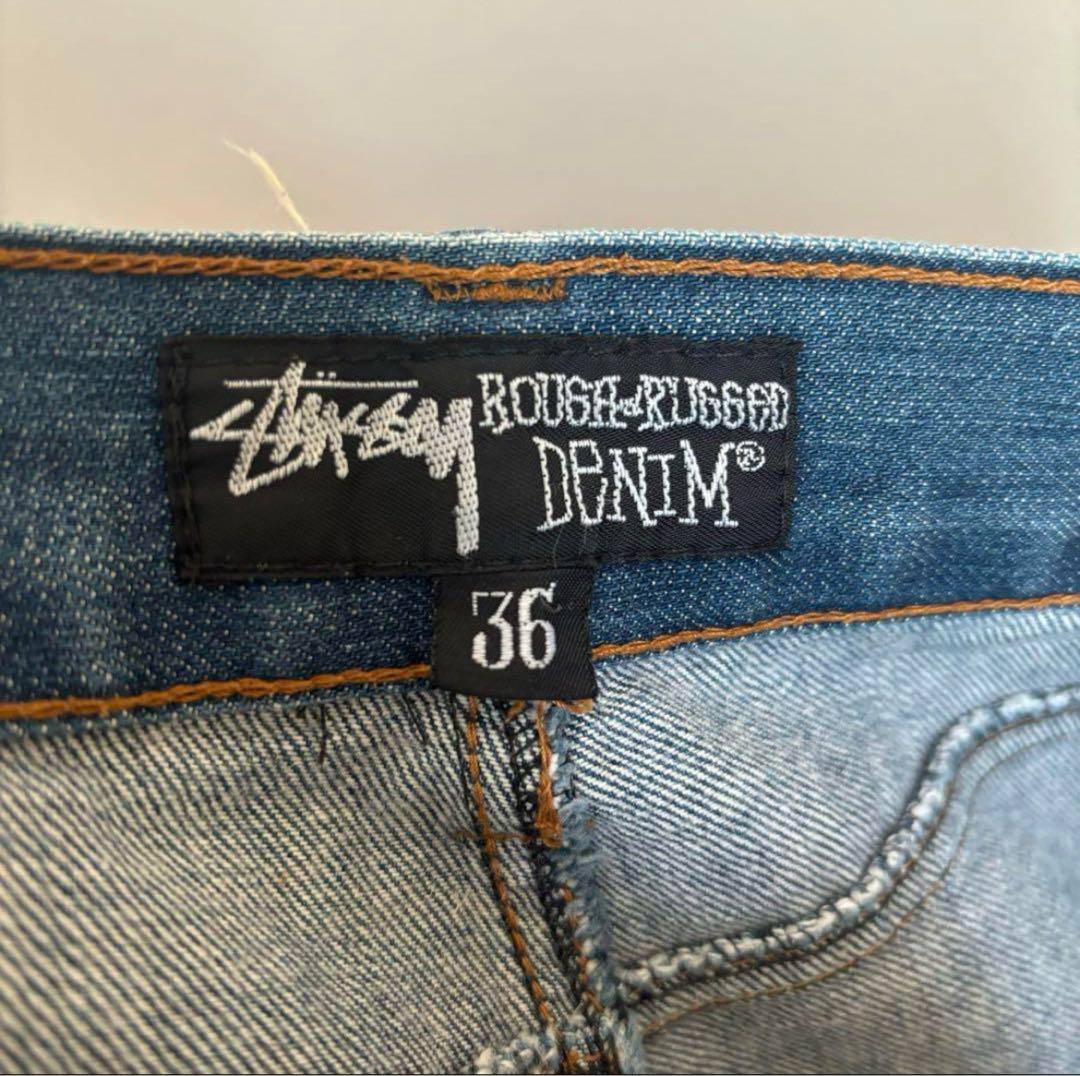 Stüssy
ROUGH & RUGGED
DENIM®
36